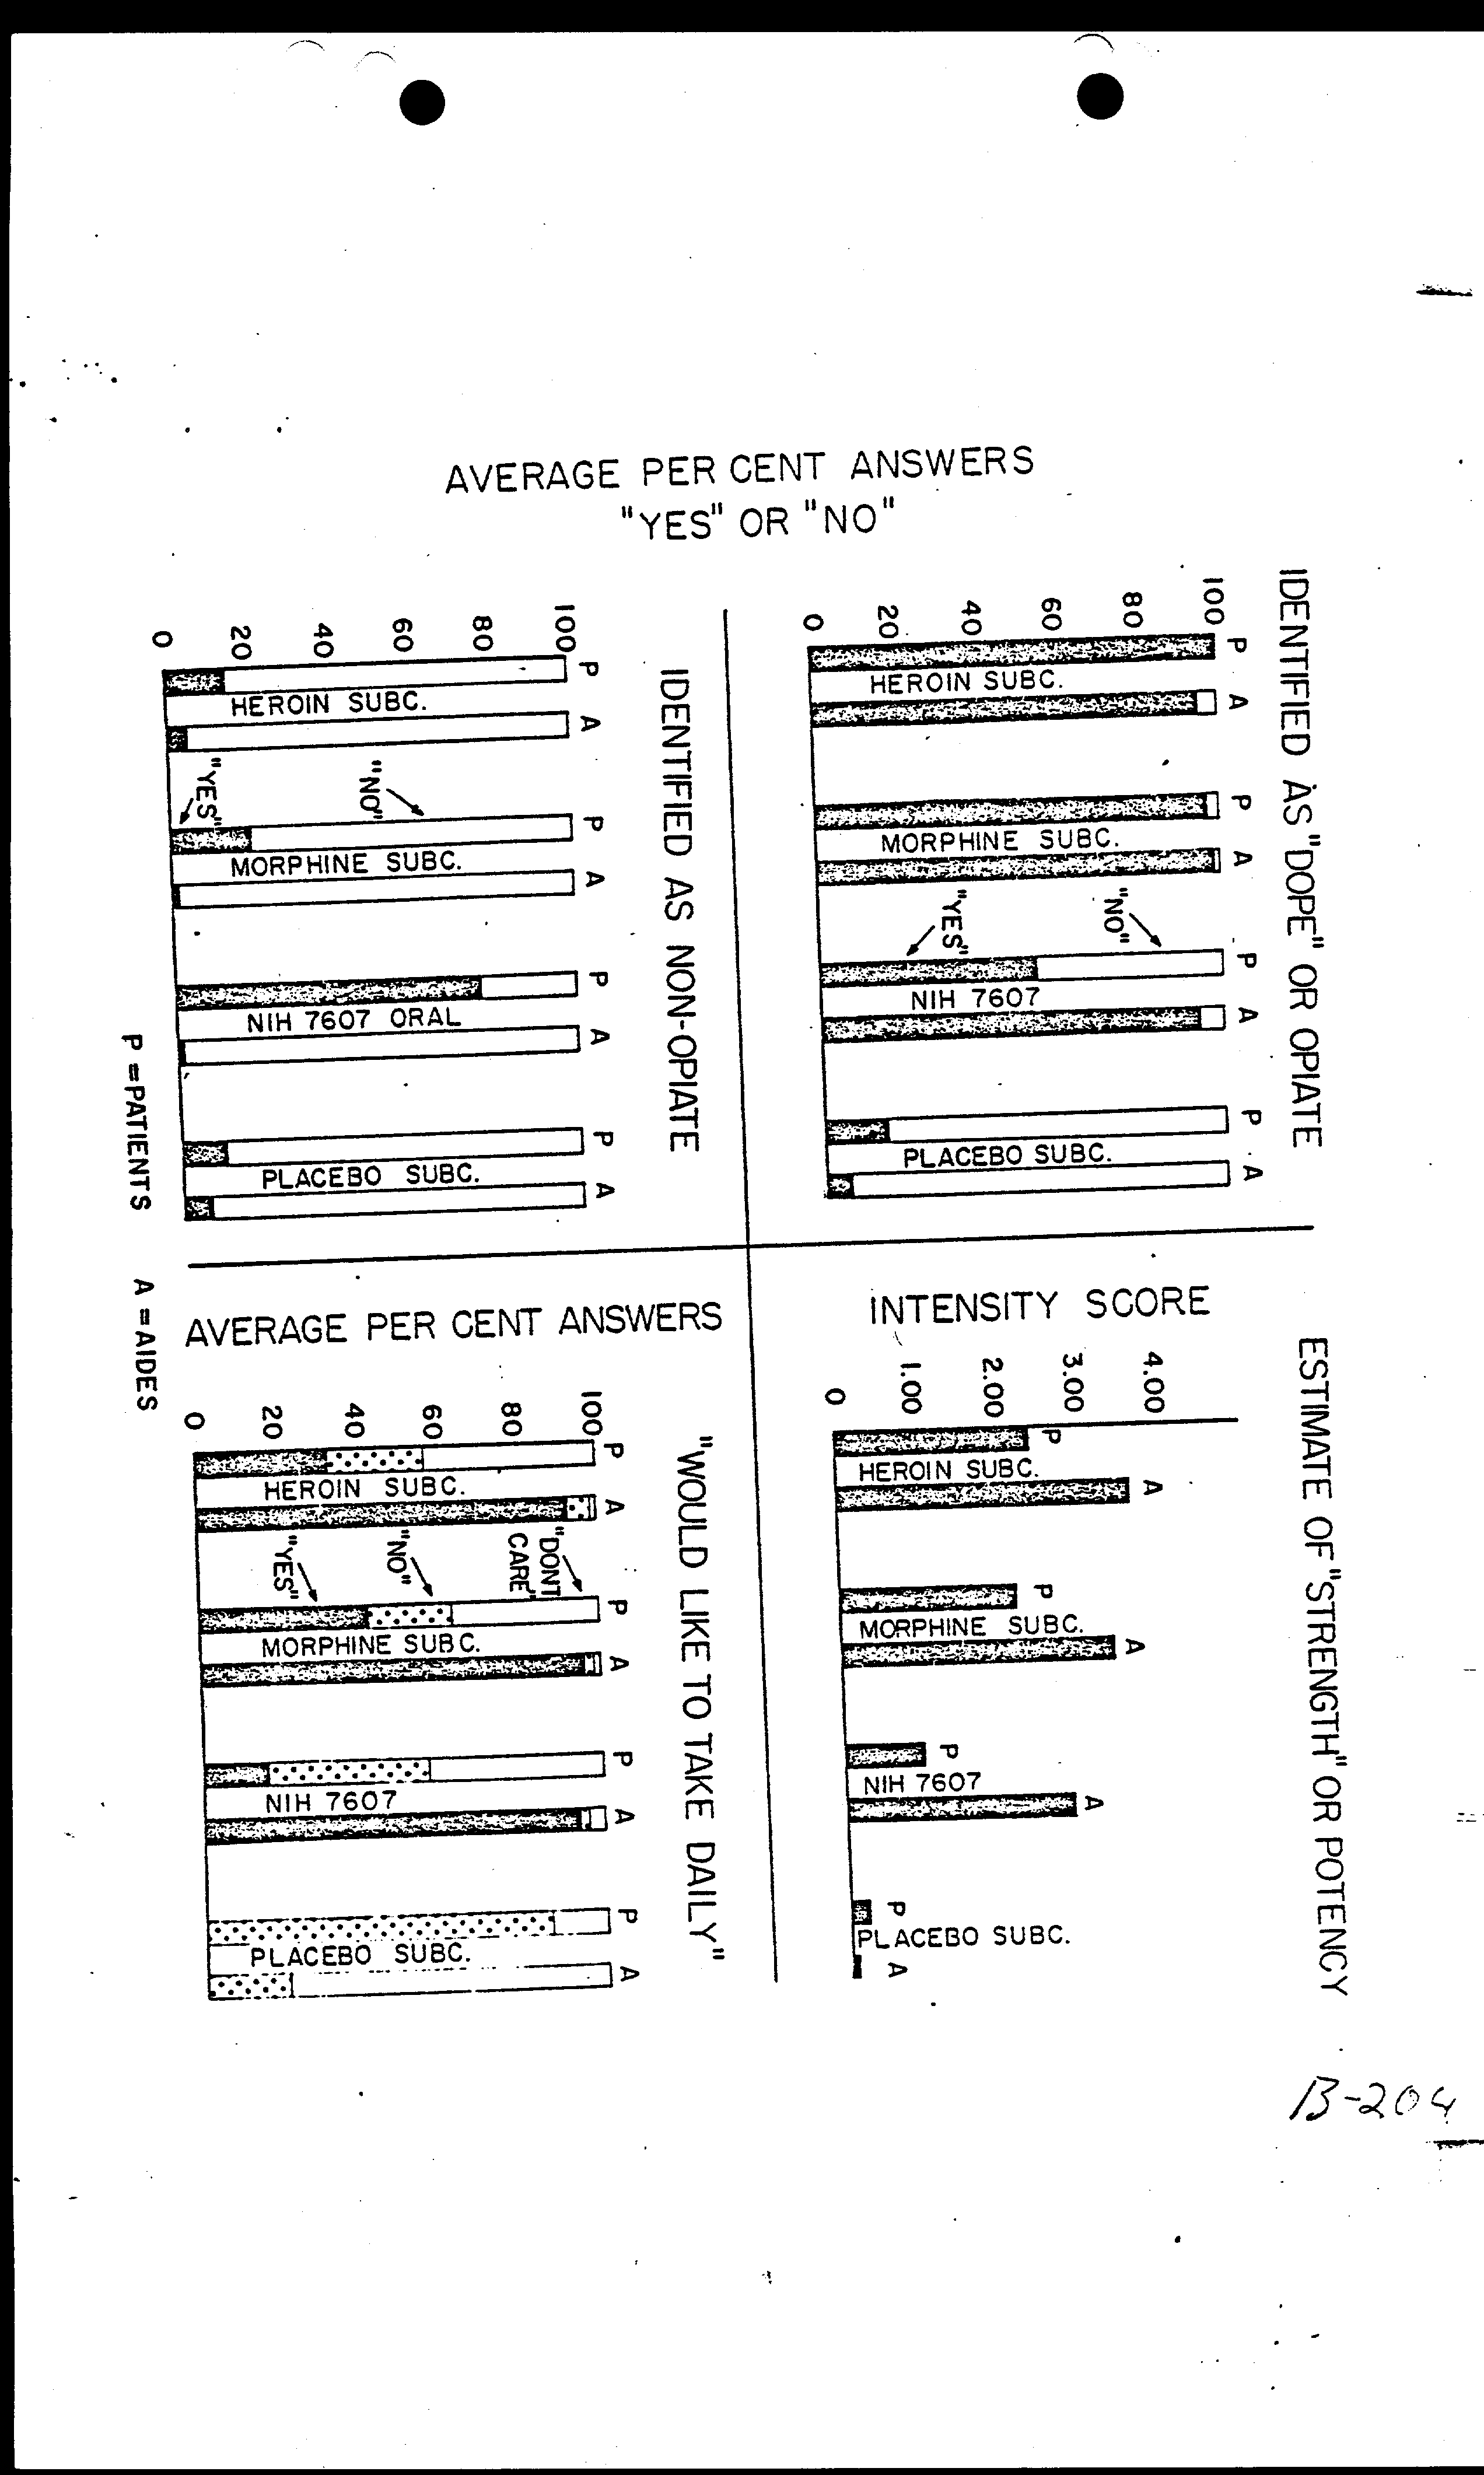 AVERAGE PER CENT ANSWERS
"YES" OR "NO"
IDENTIFIED AS "DOPE" OR OPIATE
100
80
60
40
20
0
P
A
HEROIN SUBC.
P
A
MORPHINE SUBC.
"NO"
"YES"
P
A
NIH 7607
P
A
PLACEBO SUBC.
IDENTIFIED AS NON-OPIATE
100
80
60
40
20
0
P
A
HEROIN SUBC.
"NO"
"YES"
P
A
MORPHINE SUBC.
P
A
NIH 7607 ORAL
P
A
PLACEBO SUBC.
P = PATIENTS A = AIDES
ESTIMATE OF "STRENGTH" OR POTENCY
INTENSITY SCORE
4.00
3.00
2.00
1.00
0
P
A
HEROIN SUBC.
P
A
MORPHINE SUBC.
P
A
NIH 7607
P
A
PLACEBO SUBC.
"WOULD LIKE TO TAKE DAILY"
AVERAGE PER CENT ANSWERS
100
80
60
40
20
0
P
A
HEROIN SUBC.
"DONT
CARE"
"NO"
"YES"
P
A
MORPHINE SUBC.
P
A
NIH 7607
P
A
PLACEBO SUBC.
B-204